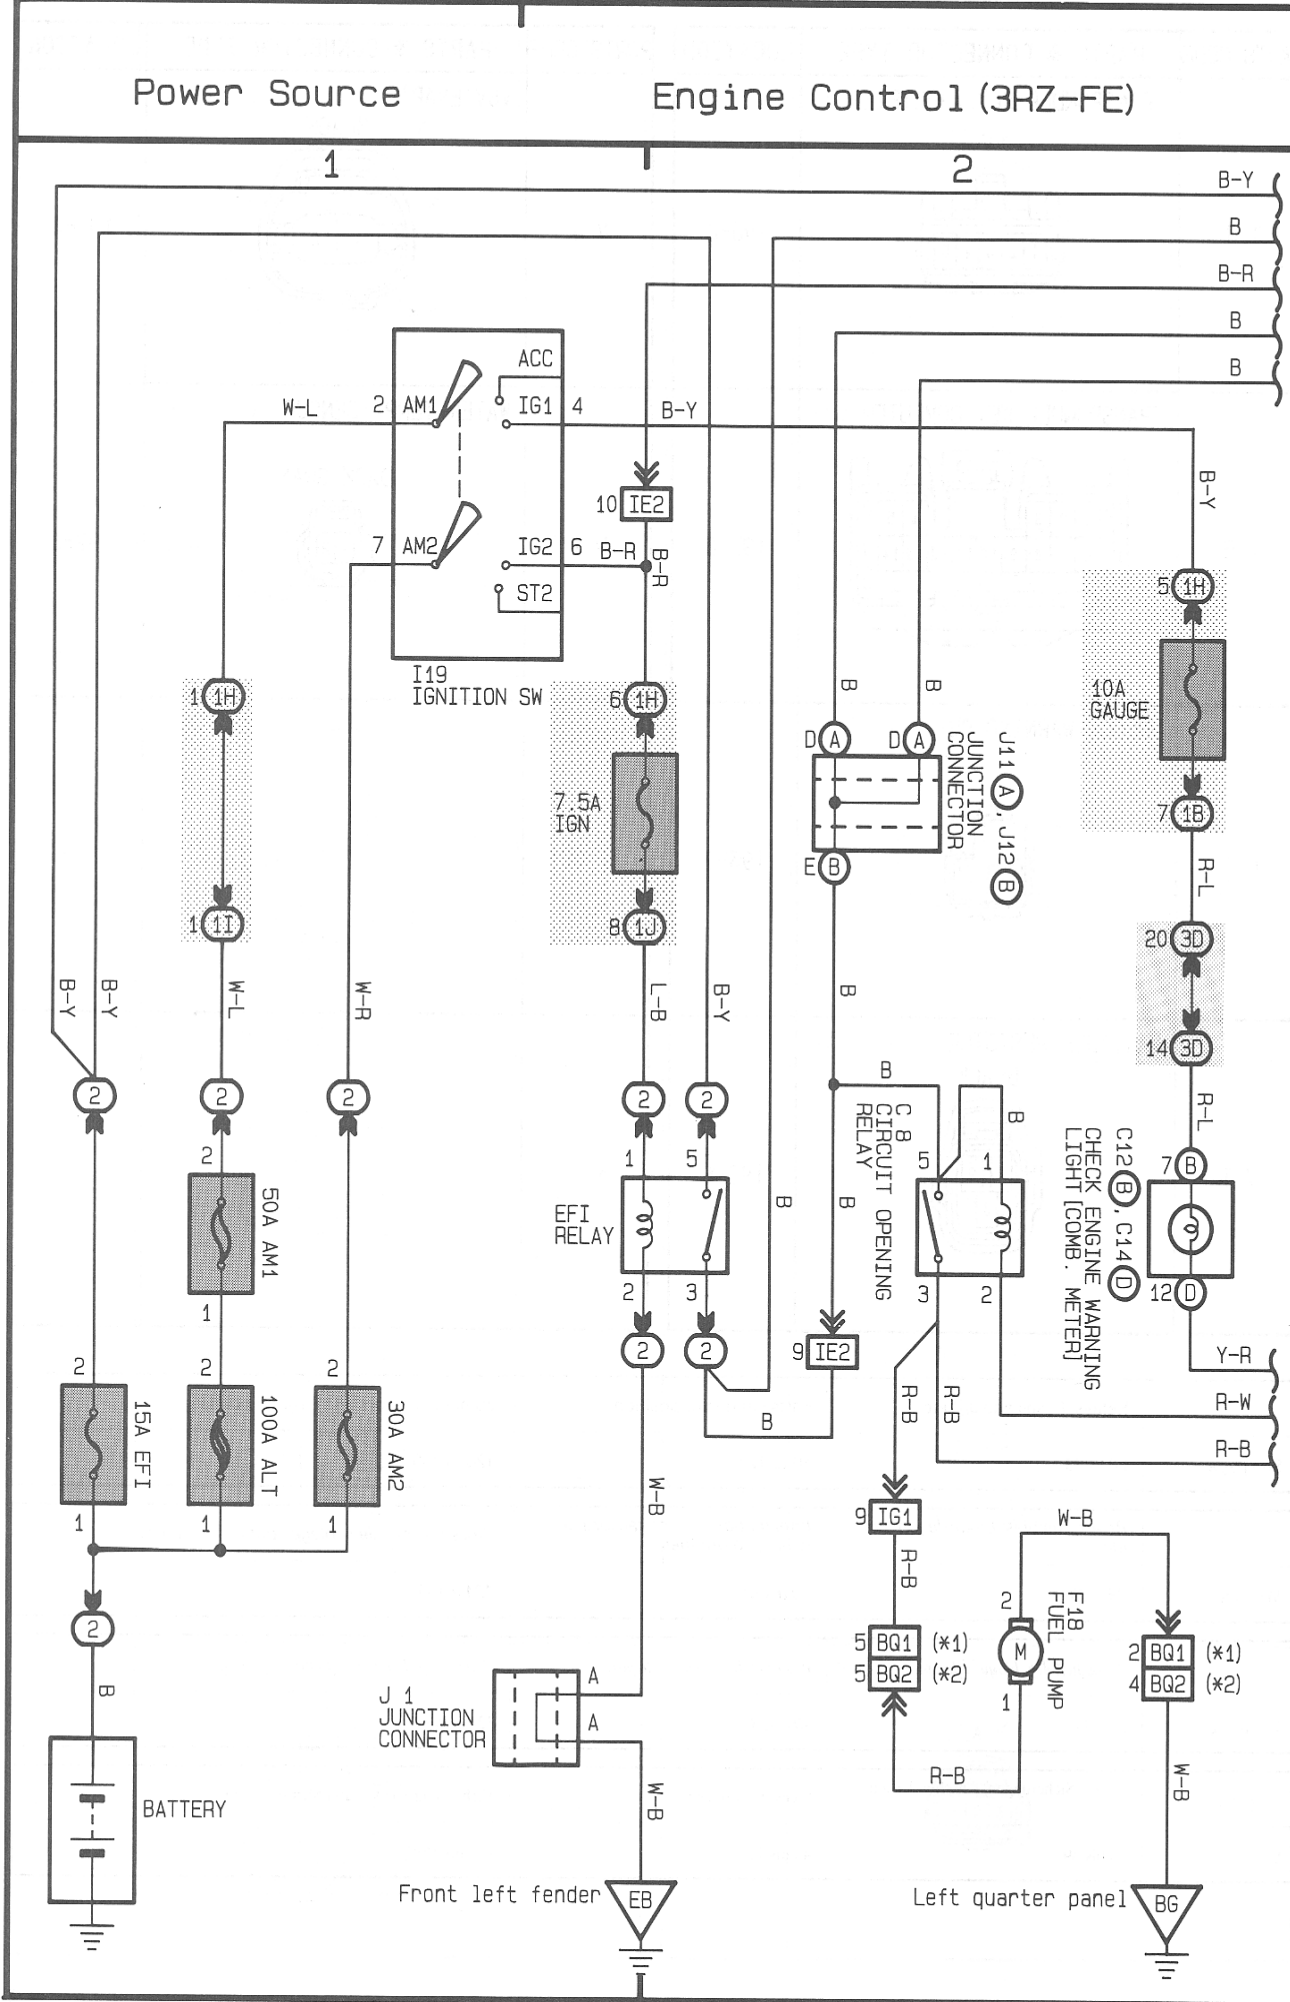 Power Source
Engine Control (3RZ-FE)
1
2
B-Y
B
B-R
B
B
ACC
W-L
2
AM1
IG1
4
B-Y
B-Y
10
IE2
7
AM2
IG2
6
B-R
B-R
ST2
I19
IGNITION SW
5
1H
10A
GAUGE
7
1B
1
1H
6
1H
7.5A
IGN
8
1J
1
1I
B
B
D
A
D
A
J11 A, J12 B
JUNCTION
CONNECTOR
E
B
R-L
20
3D
14
3D
B-Y
B-Y
W-L
W-R
L-B
B-Y
B
2
2
2
2
2
B
C 8
CIRCUIT OPENING
RELAY
B
R-L
C12 B, C14 D
CHECK ENGINE WARNING
LIGHT [COMB. METER]
2
1
5
5
1
7
B
50A AM1
EFI
RELAY
B
B
1
2
3
3
2
12
D
2
2
9
IE2
Y-R
2
2
2
R-W
15A EFI
100A ALT
30A AM2
B
R-B
R-B
R-B
1
1
1
W-B
9
IG1
W-B
R-B
2
F18
FUEL PUMP
2
M
1
5
BQ1
(*1)
5
BQ2
(*2)
2
BQ1
(*1)
4
BQ2
(*2)
B
J 1
JUNCTION
CONNECTOR
A
A
R-B
W-B
W-B
BATTERY
Front left fender
EB
Left quarter panel
BG